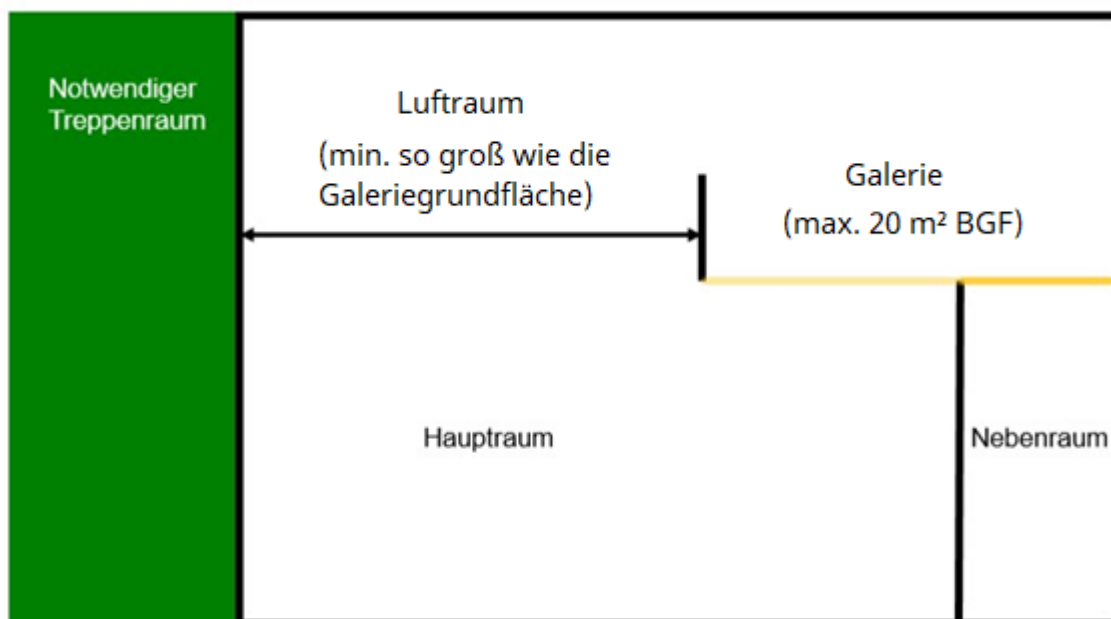 Notwendiger
Treppenraum
Luftraum
(min. so groß wie die
Galeriegrundfläche)
Galerie
(max. 20 m² BGF)
Hauptraum
Nebenraum